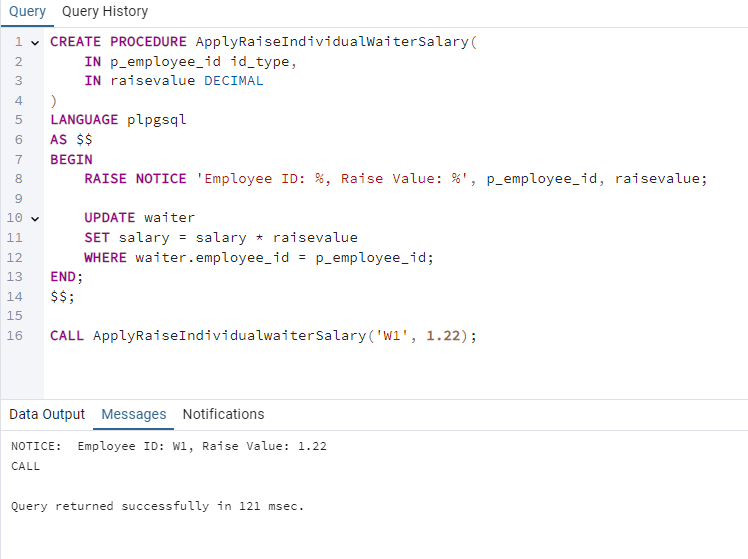 Query Query History
1 CREATE PROCEDURE ApplyRaiseIndividualWaiterSalary(
2 IN p_employee_id id_type,
3 IN raisevalue DECIMAL
4 )
5 LANGUAGE plpgsql
6 AS $$
7 BEGIN
8 RAISE NOTICE 'Employee ID: %, Raise Value: %', p_employee_id, raisevalue;
9
10 UPDATE waiter
11 SET salary = salary * raisevalue
12 WHERE waiter.employee_id = p_employee_id;
13 END;
14 $$;
15
16 CALL ApplyRaiseIndividualwaiterSalary('W1', 1.22);
Data Output Messages Notifications
NOTICE: Employee ID: W1, Raise Value: 1.22
CALL
Query returned successfully in 121 msec.